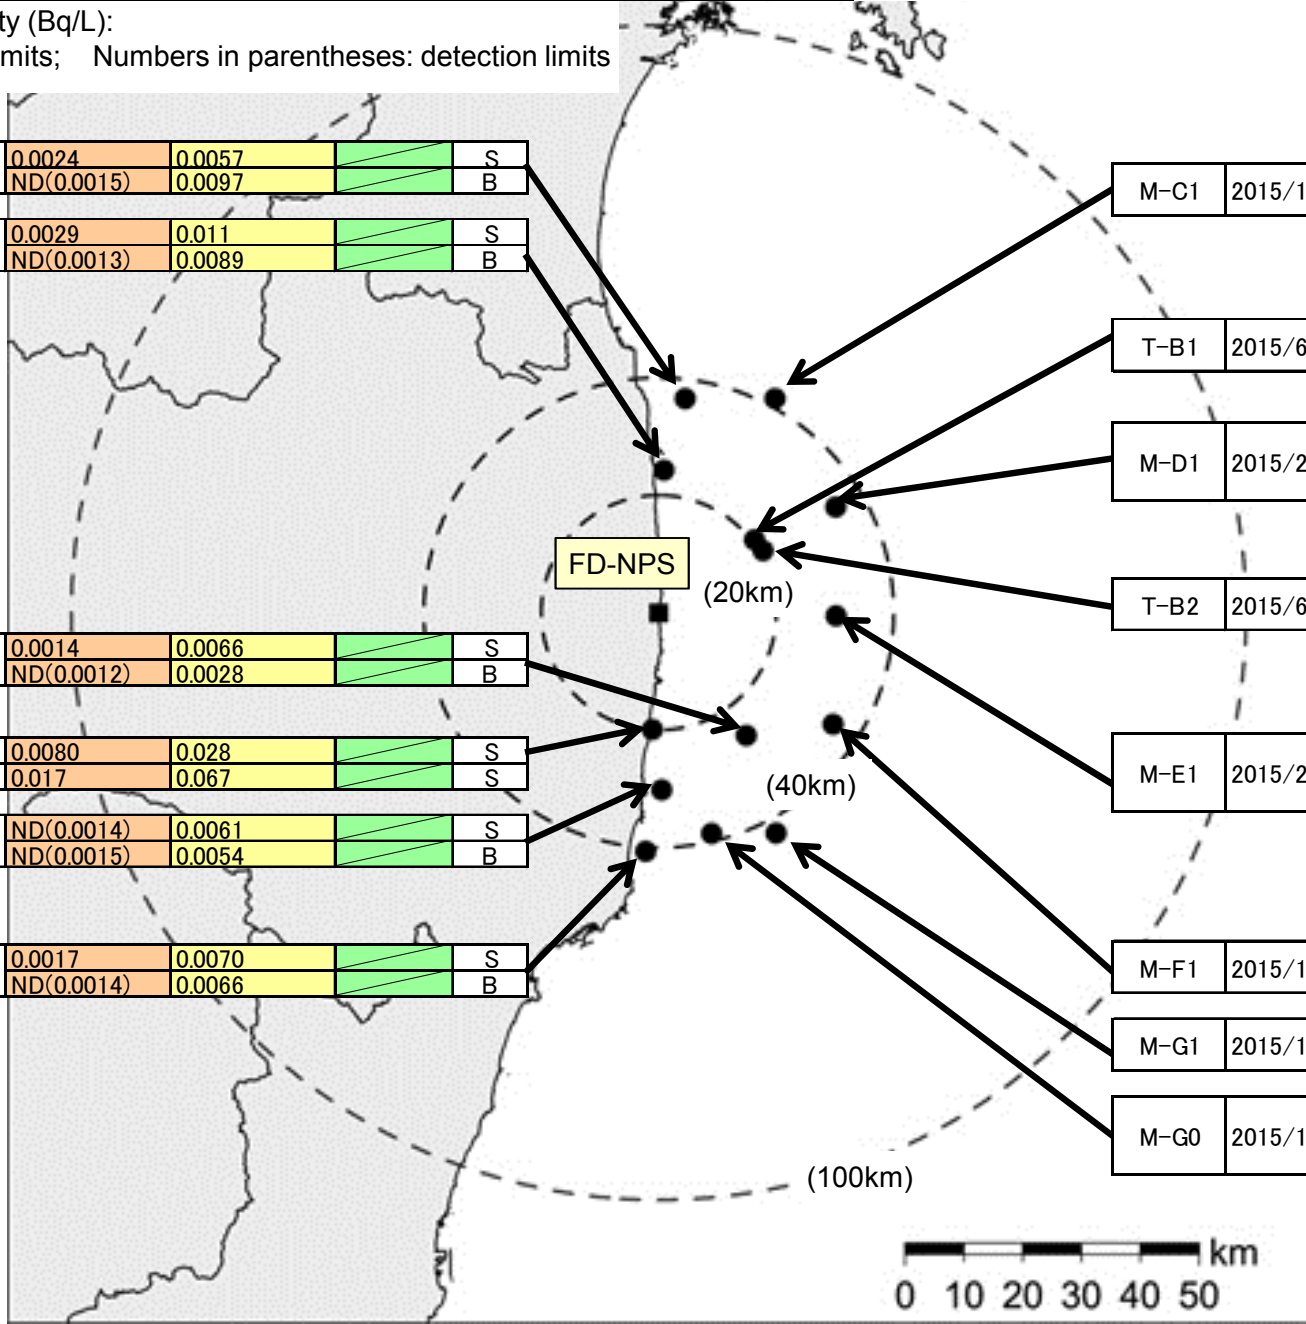 ty (Bq/L):
mits; Numbers in parentheses: detection limits
0.0024 0.0057 S
ND(0.0015) 0.0097 B
0.0029 0.011 S
ND(0.0013) 0.0089 B
M-C1 2015/1
T-B1 2015/6
M-D1 2015/2
FD-NPS
(20km)
T-B2 2015/6
0.0014 0.0066 S
ND(0.0012) 0.0028 B
0.0080 0.028 S
0.017 0.067 S
(40km)
M-E1 2015/2
ND(0.0014) 0.0061 S
ND(0.0015) 0.0054 B
0.0017 0.0070 S
ND(0.0014) 0.0066 B
M-F1 2015/1
M-G1 2015/1
M-G0 2015/1
(100km)
km
0 10 20 30 40 50